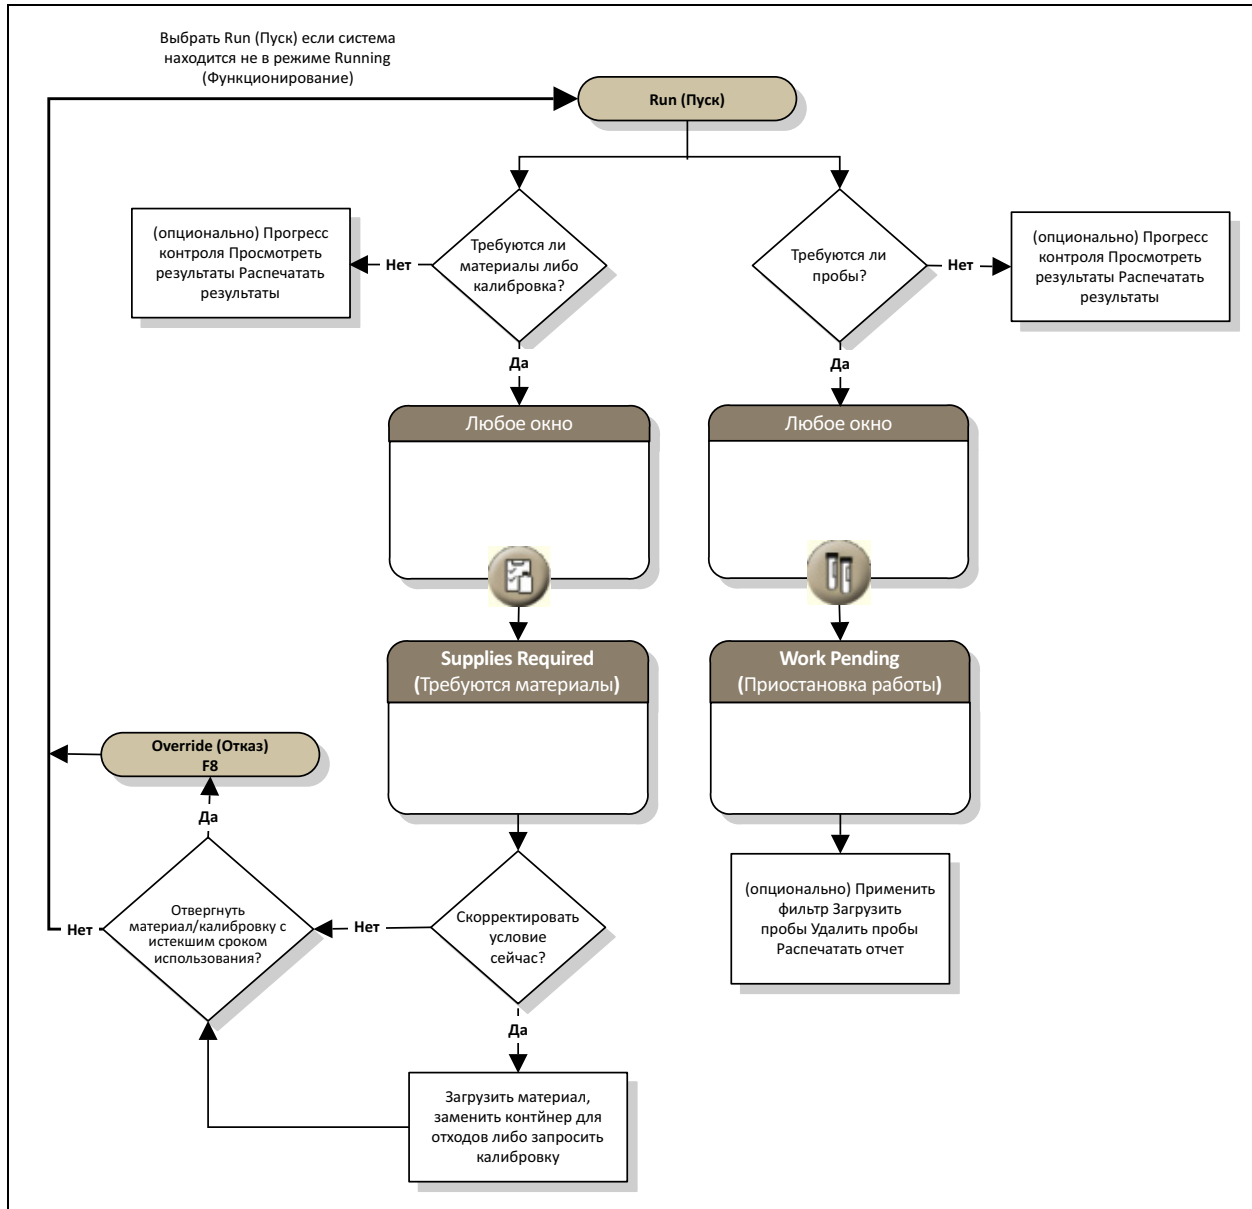 Выбрать Run (Пуск) если система
находится не в режиме Running
(Функционирование)
Run (Пуск)
(опционально) Прогресс
контроля Просмотреть
результаты Распечатать
результаты
Нет
Требуются ли
материалы либо
калибровка?
Требуются ли
пробы?
Нет
(опционально) Прогресс
контроля Просмотреть
результаты Распечатать
результаты
Да
Да
Любое окно
Любое окно
Supplies Required
(Требуются материалы)
Work Pending
(Приостановка работы)
Override (Отказ)
F8
Да
Нет
Отвергнуть
материал/калибровку с
истекшим сроком
использования?
Нет
Скорректировать
условие
сейчас?
(опционально) Применить
фильтр Загрузить
пробы Удалить пробы
Распечатать отчет
Да
Загрузить материал,
заменить контйнер для
отходов либо запросить
калибровку